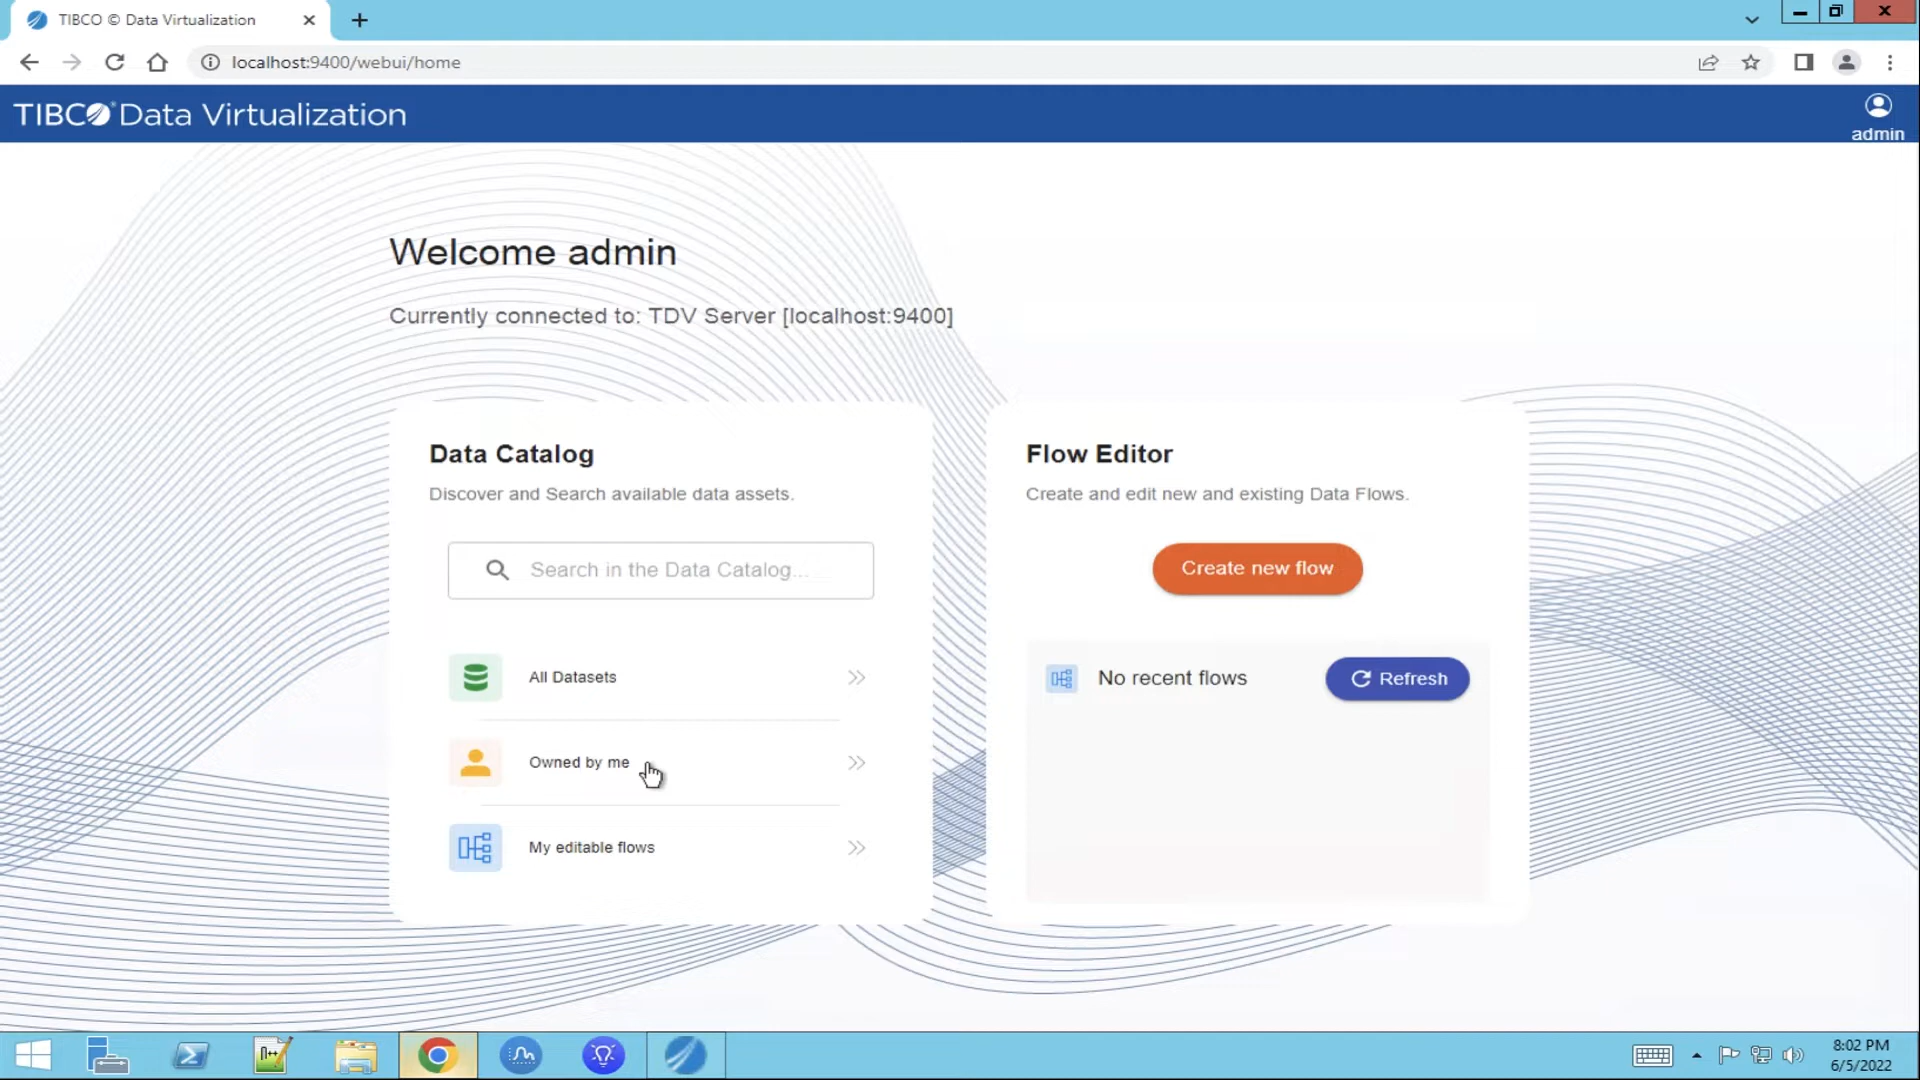 TIBCO © Data Virtualization
localhost:9400/webui/home
TIBCO® Data Virtualization
admin
Welcome admin
Currently connected to: TDV Server [localhost:9400]
Data Catalog
Discover and Search available data assets.
Search in the Data Catalog...
All Datasets
Owned by me
My editable flows
Flow Editor
Create and edit new and existing Data Flows.
Create new flow
No recent flows
Refresh
8:02 PM
6/5/2022